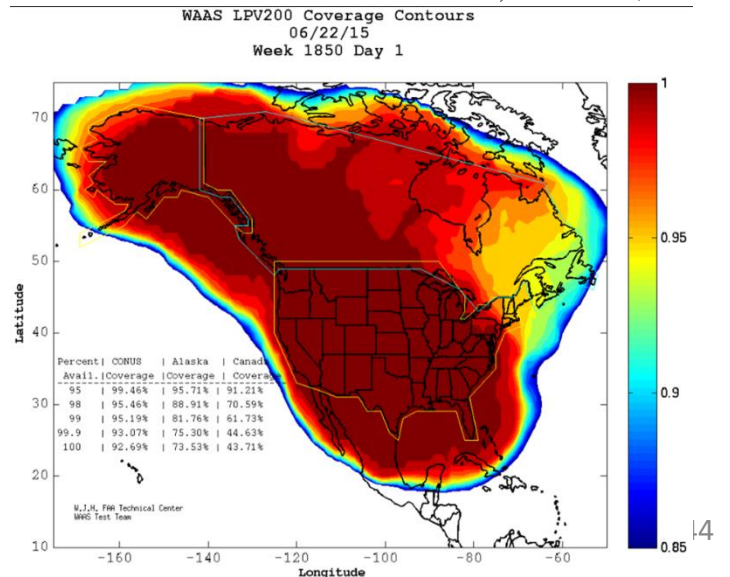 WAAS LPV200 Coverage Contours
06/22/15
Week 1850 Day 1
70
60
50
40
30
20
10
Latitude
-160
-140
-120
-100
-80
-60
Longitude
1
0.95
0.9
0.85
Percent| CONUS | Alaska | Canad
Avail.|Coverage |Coverage | Coverage
95 | 99.46% | 95.71% | 91.21%
98 | 95.46% | 88.91% | 70.59%
99 | 95.19% | 81.76% | 61.73%
99.9 | 93.07% | 75.30% | 44.63%
100 | 92.69% | 73.53% | 43.71%
W.J.H. FAA Technical Center
WAAS Test Team
44